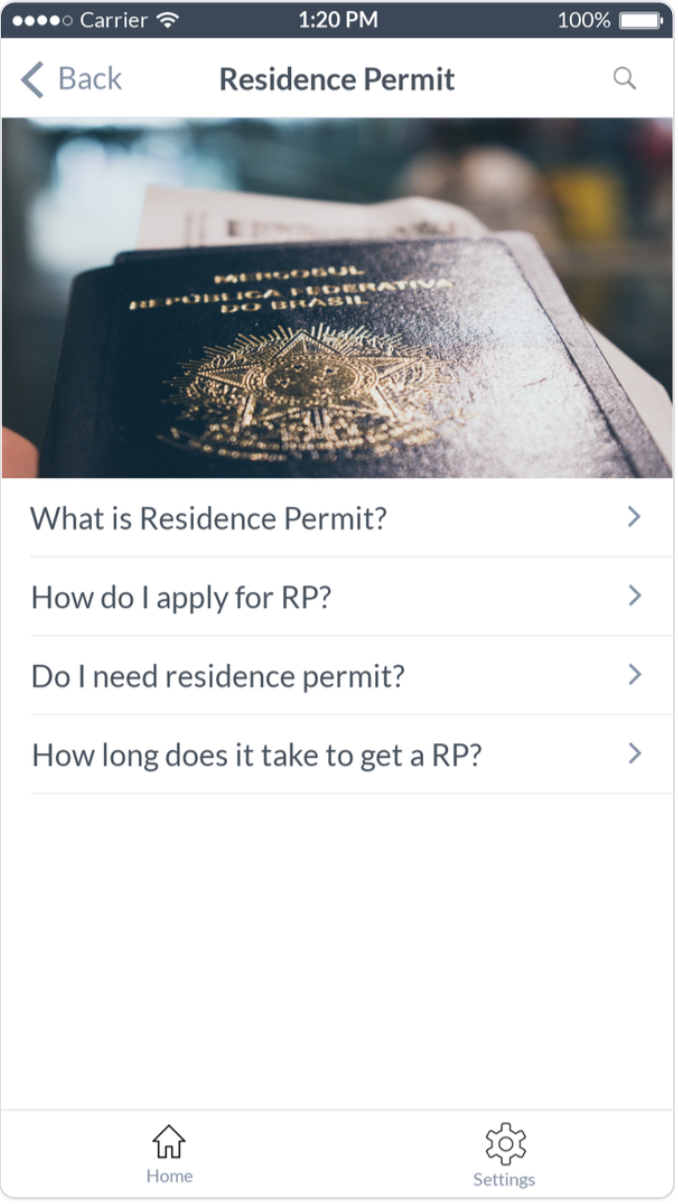 Carrier 1:20 PM 100%
Back Residence Permit
MERCOSUL
REPÚBLICA FEDERATIVA
DO BRASIL
What is Residence Permit?
How do I apply for RP?
Do I need residence permit?
How long does it take to get a RP?
Home Settings